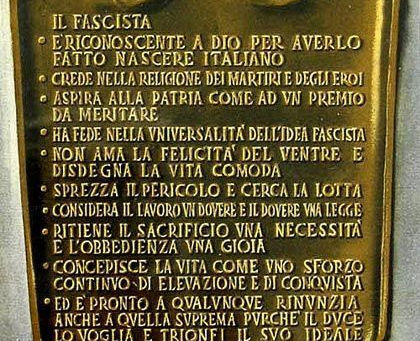 IL FASCISTA
• E'RICONOSCENTE A DIO PER AVERLO
FATTO NASCERE ITALIANO
• CREDE NELLA RELIGIONE DEI MARTIRI E DEGLI EROI
• ASPIRA ALLA PATRIA COME AD VN PREMIO
DA MERITARE
• HA FEDE NELLA VNIVERSALITA' DELL'IDEA FASCISTA
• NON AMA LA FELICITA' DEL VENTRE E
DISDEGNA LA VITA COMODA
• SPREZZA IL PERICOLO E CERCA LA LOTTA
• CONSIDERA IL LAVORO VN DOVERE E IL DOVERE VNA LEGGE
• RITIENE IL SACRIFICIO VNA NECESSITA'
E L'OBBEDIENZA VNA GIOIA
• CONCEPISCE LA VITA COME VNO SFORZO
CONTINVO DI ELEVAZIONE E DI CONQVISTA
• ED E' PRONTO A QVALVNQVE RINVNZIA
ANCHE A QVELLA SVPREMA PVRCHE' IL DVCE
LO VOGLIA E TRIONFI IL SVO IDEALE